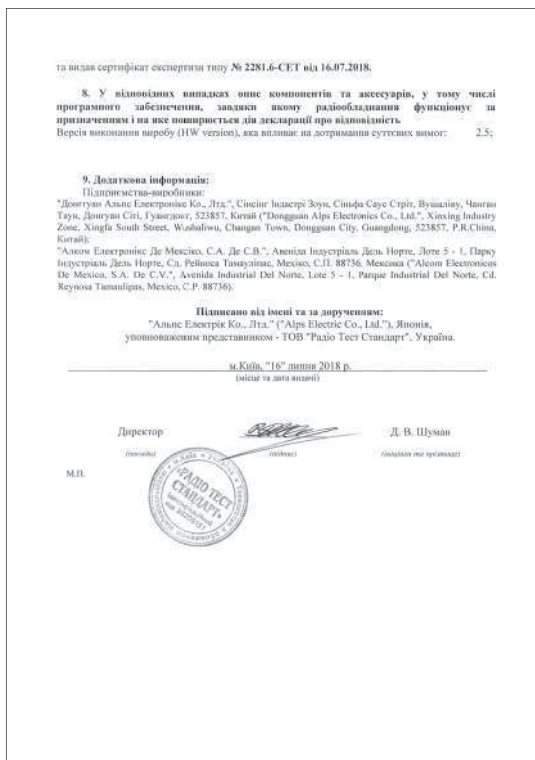 та видав сертифікат експертизи типу № 2281.6-СЕТ від 16.07.2018.
8. У відповідних випадках опис компонентів та аксесуарів, у тому числі
програмного забезпечення, завдяки якому радіообладнання функціонує за
призначенням і на яке поширюється дія декларації про відповідність
Версія виконання виробу (HW version), яка впливає на дотримання суттєвих вимог: 2.5;
9. Додаткова інформація:
Підприємства-виробники:
"Донггуан Альпс Електронікс Ко., Лтд.", Сінсінг Індастрі Зоун, Сіньфа Саус Стріт, Вушаліву, Чанган
Таун, Донггуан Сіті, Гуангдонг, 523857, Китай ("Dongguan Alps Electronics Co., Ltd.", Xinxing Industry
Zone, Xingfa South Street, Wushaliwu, Changan Town, Dongguan City, Guangdong, 523857, P.R.China,
Китай);
"Алком Електронікс Де Мексіко, С.А. Де С.В.", Авеніда Індустріаль Дель Норте, Лоте 5 - 1, Парку
Індустріаль Дель Норте, Сд. Рейноса Тамауліпас, Мехіко, С.П. 88736. Мексика ("Alcom Electronicos
De Mexico, S.A. De C.V.", Avenida Industrial Del Norte, Lote 5 - 1, Parque Industrial Del Norte, Cd.
Reynosa Tamaulipas, Mexico, C.P. 88736).
Підписано від імені та за дорученням:
"Альпс Електрік Ко., Лтд." ("Alps Electric Co., Ltd."), Японія,
уповноваженим представником - ТОВ "Радіо Тест Стандарт", Україна.
м.Київ, "16" липня 2018 р.
(місце та дата видачі)
Директор Д. В. Шуман
(посада) (підпис) (ініціали та прізвище)
М.П.
«РАДІО ТЕСТ
СТАНДАРТ»